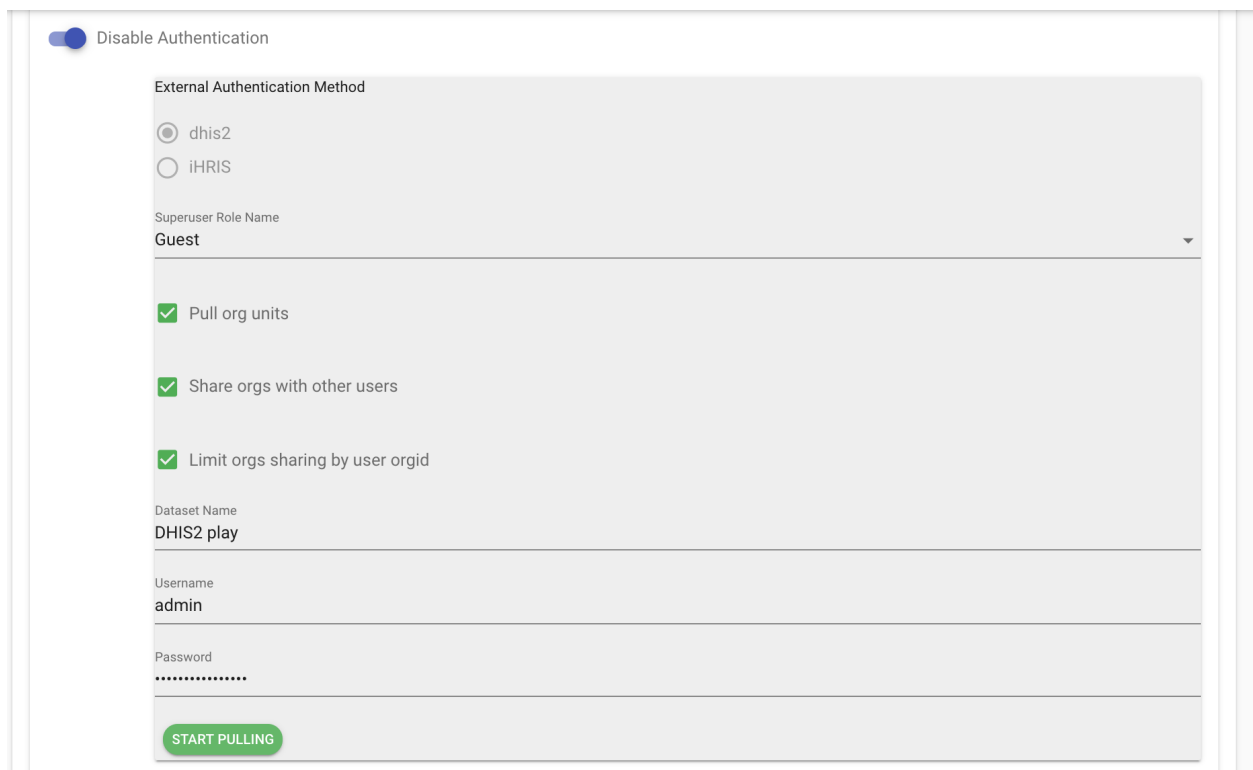 Disable Authentication
External Authentication Method
dhis2
iHRIS
Superuser Role Name
Guest
Pull org units
Share orgs with other users
Limit orgs sharing by user orgid
Dataset Name
DHIS2 play
Username
admin
Password
••••••••••••••••
START PULLING